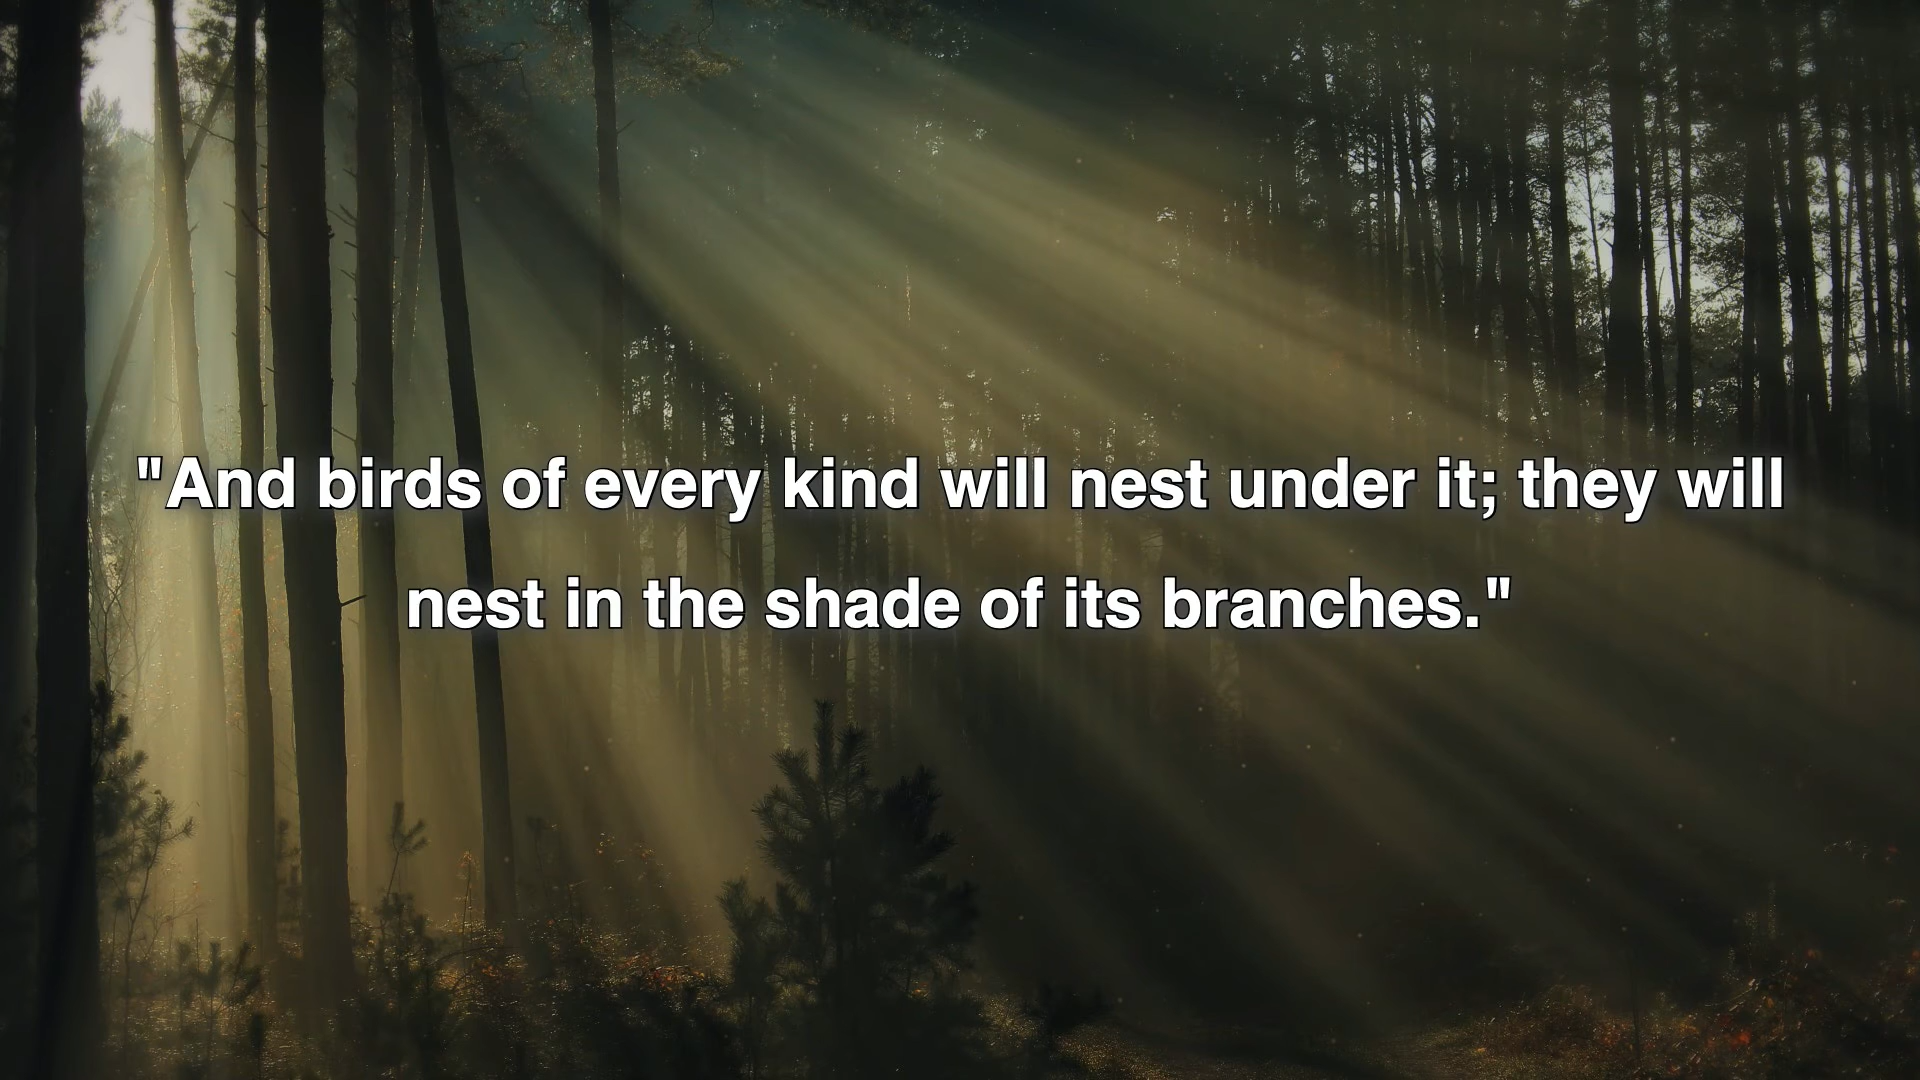 "And birds of every kind will nest under it; they will
nest in the shade of its branches."